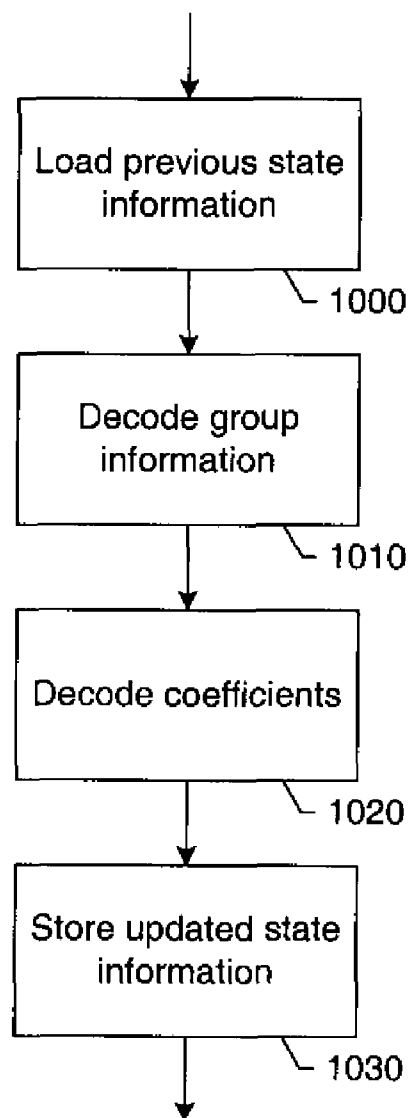 Load previous state
information
1000
Decode group
information
1010
Decode coefficients
1020
Store updated state
information
1030